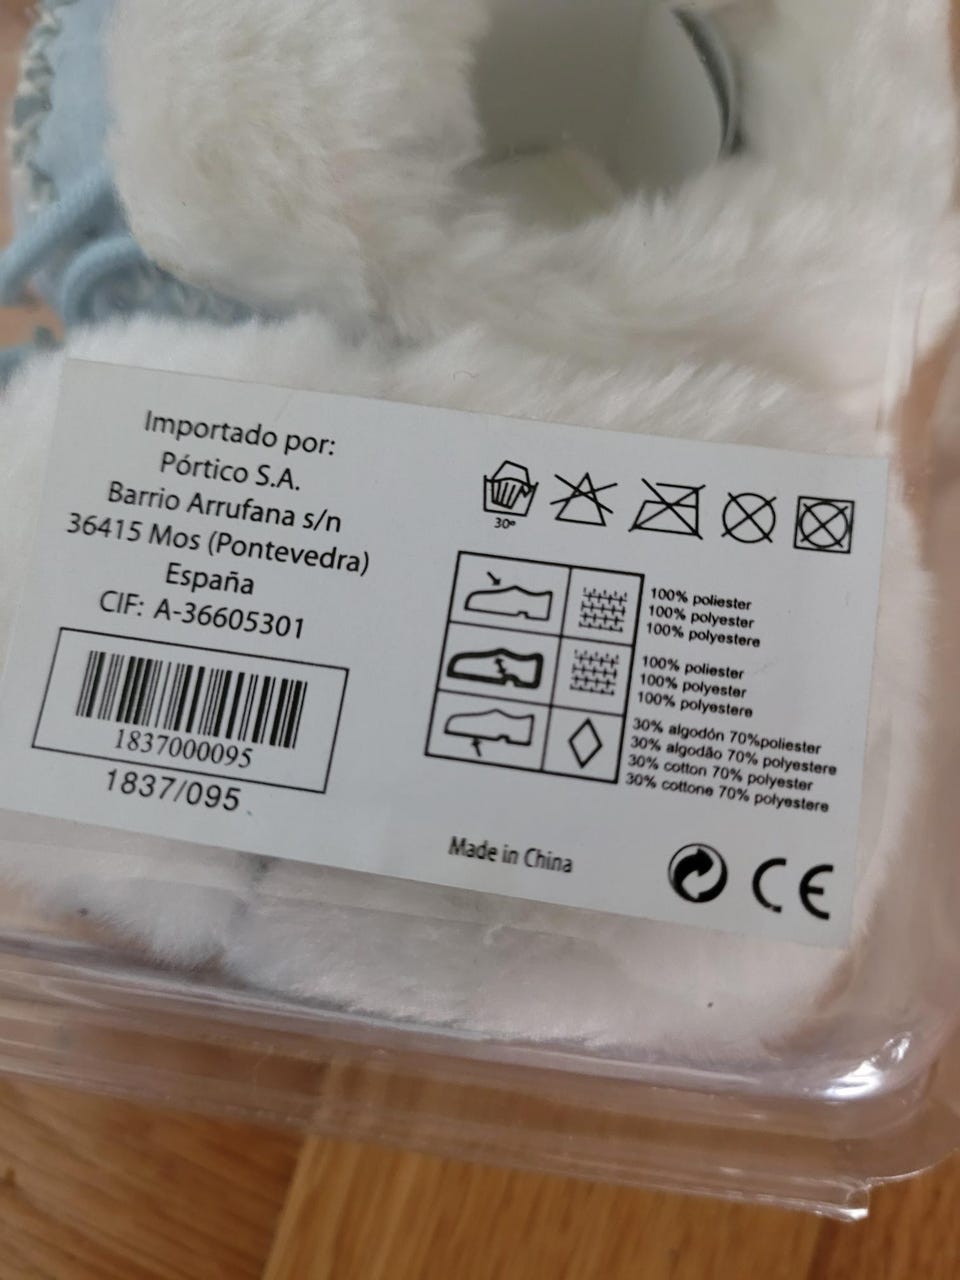 Importado por:
Pórtico S.A.
Barrio Arrufana s/n
36415 Mos (Pontevedra)
España
CIF: A-36605301
1837000095
1837/095
30º
100% poliester
100% polyester
100% polyestere
100% poliester
100% polyester
100% polyestere
30% algodón 70%poliester
30% algodão 70% polyestere
30% cotton 70% polyester
30% cottone 70% polyestere
Made in China
CE